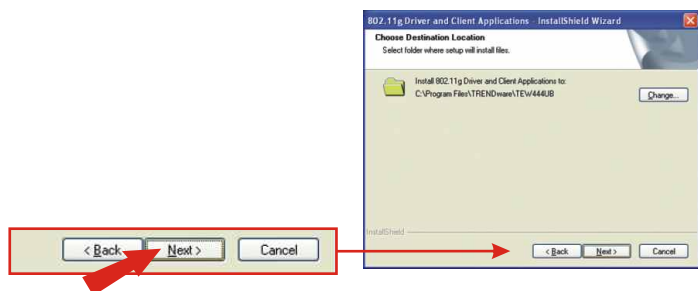 802.11g Driver and Client Applications - InstallShield Wizard
Choose Destination Location
Select folder where setup will install files.
Install 802.11g Driver and Client Applications to:
C:\Program Files\TRENDware\TEW444UB
Change...
InstallShield
< Back Next > Cancel
< Back Next > Cancel